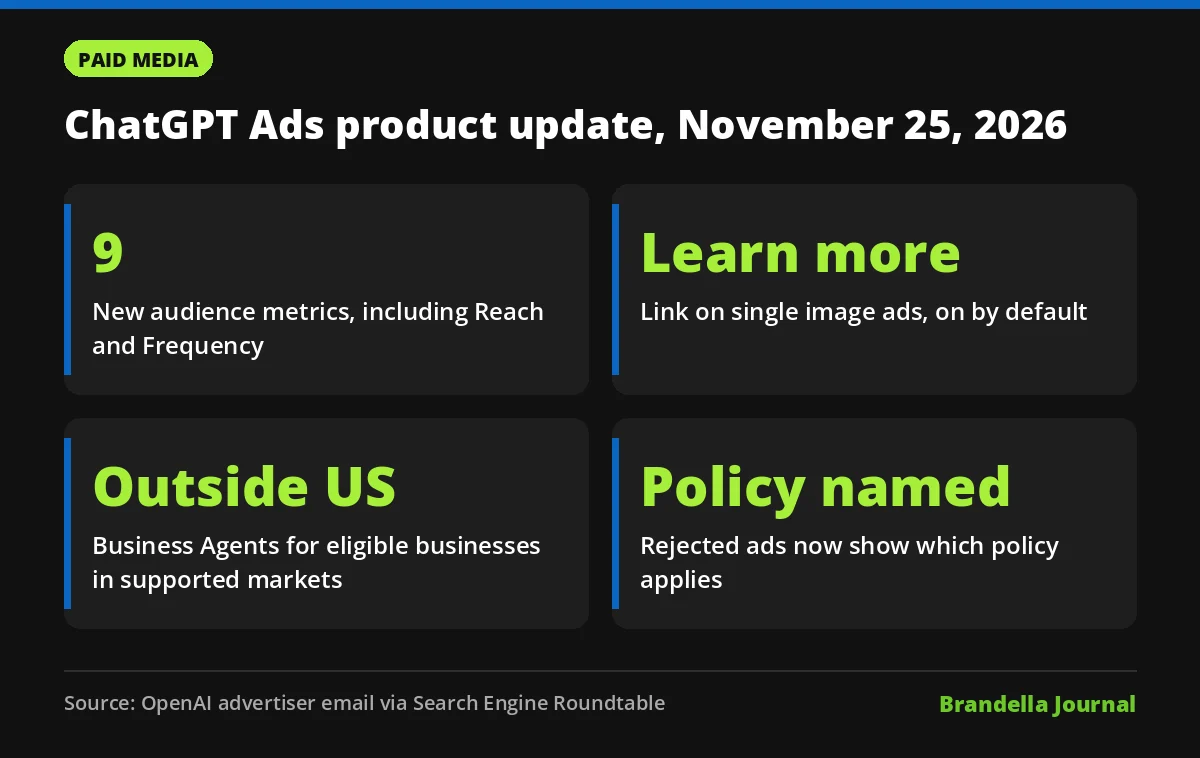 PAID MEDIA
ChatGPT Ads product update, November 25, 2026
9
New audience metrics, including Reach
and Frequency
Learn more
Link on single image ads, on by default
Outside US
Business Agents for eligible businesses
in supported markets
Policy named
Rejected ads now show which policy
applies
Source: OpenAI advertiser email via Search Engine Roundtable
Brandella Journal